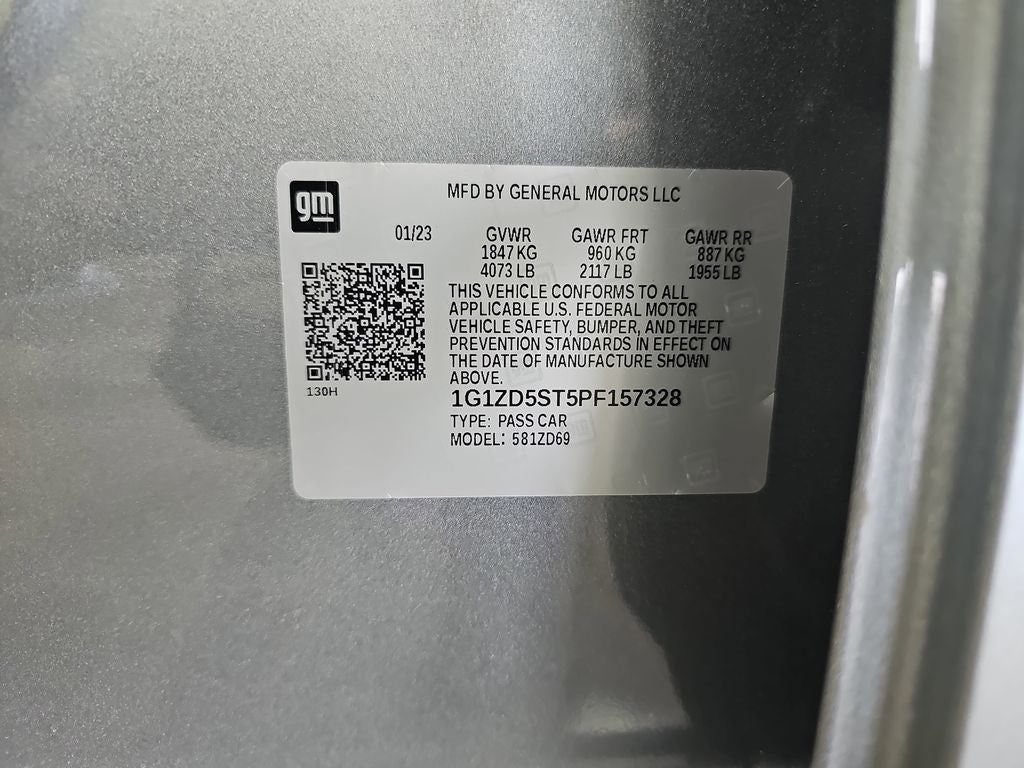 gm
MFD BY GENERAL MOTORS LLC
01/23 GVWR GAWR FRT GAWR RR
1847 KG 960 KG 887 KG
4073 LB 2117 LB 1955 LB
THIS VEHICLE CONFORMS TO ALL
APPLICABLE U.S. FEDERAL MOTOR
VEHICLE SAFETY, BUMPER, AND THEFT
PREVENTION STANDARDS IN EFFECT ON
THE DATE OF MANUFACTURE SHOWN
ABOVE.
130H
1G1ZD5ST5PF157328
TYPE: PASS CAR
MODEL: 581ZD69